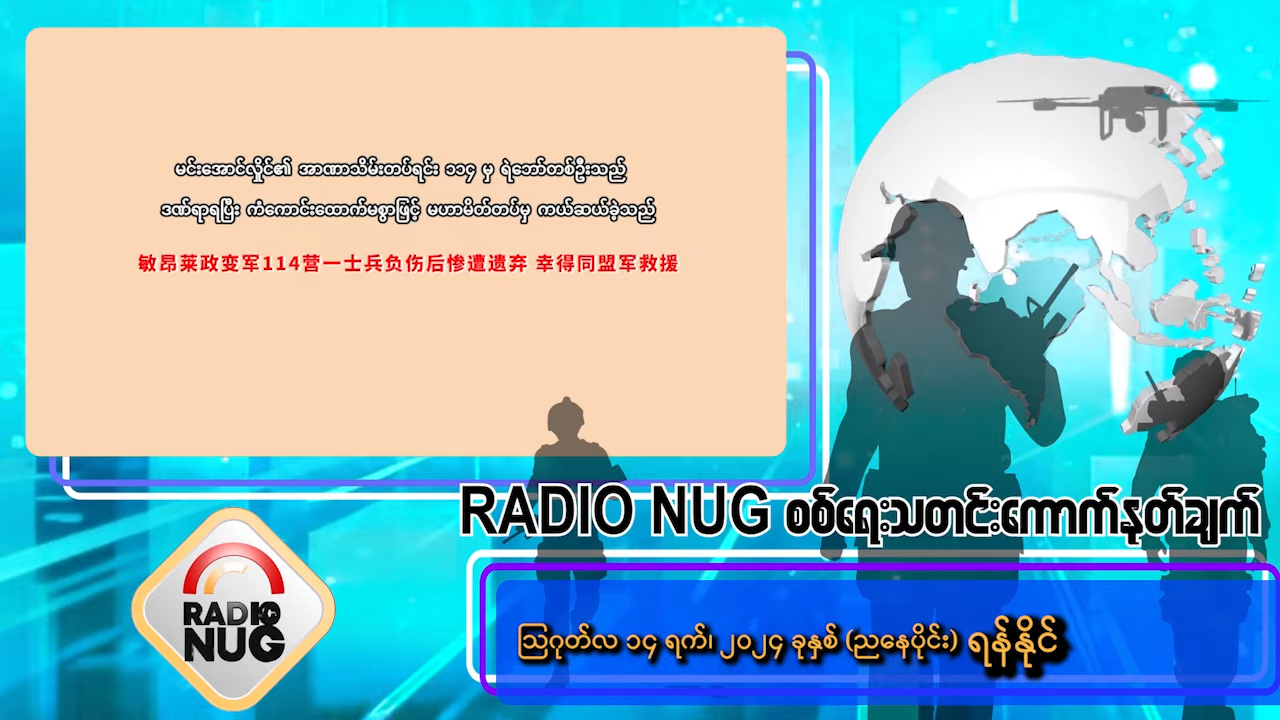 မင်းအောင်လှိုင်၏ အာဏာသိမ်းတပ်ရင်း ၁၁၄ မှ ရဲဘော်တစ်ဦးသည်
ဒဏ်ရာရပြီး ကံကောင်းထောက်မစွာဖြင့် မဟာမိတ်တပ်မှ ကယ်ဆယ်ခဲ့သည်
敏昂莱政变军114营一士兵负伤后惨遭遗弃 幸得同盟军救援
RADIO NUG စစ်ရေးသတင်းကောက်နုတ်ချက်
RADIO
NUG
ဩဂုတ်လ ၁၄ ရက်၊ ၂၀၂၄ ခုနှစ် (ညနေပိုင်း) ရန်နိုင်